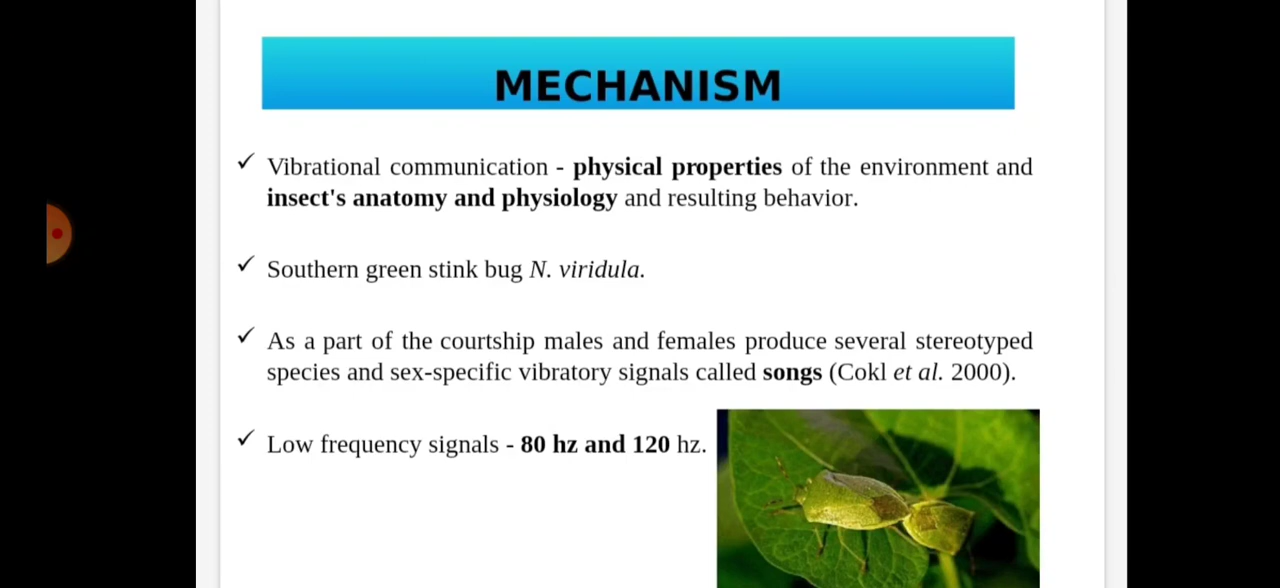 MECHANISM
✓ Vibrational communication - physical properties of the environment and
insect's anatomy and physiology and resulting behavior.
✓ Southern green stink bug N. viridula.
✓ As a part of the courtship males and females produce several stereotyped
species and sex-specific vibratory signals called songs (Cokl et al. 2000).
✓ Low frequency signals - 80 hz and 120 hz.